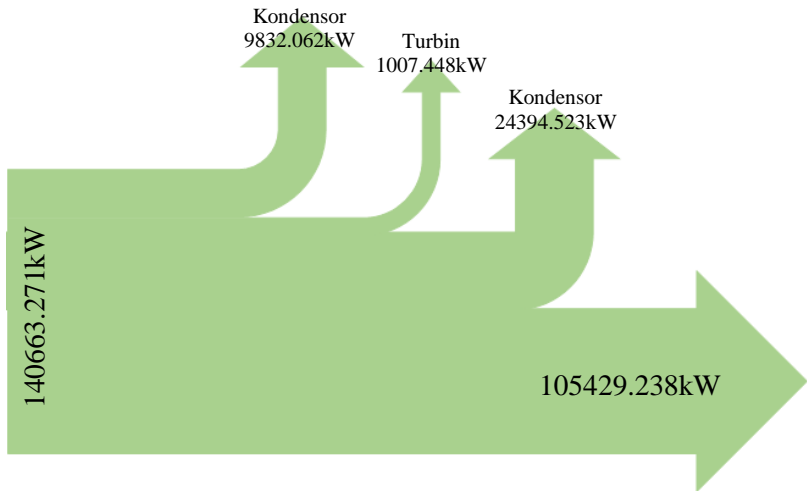 Kondensor
9832.062kW
Turbin
1007.448kW
Kondensor
24394.523kW
140663.271kW
105429.238kW